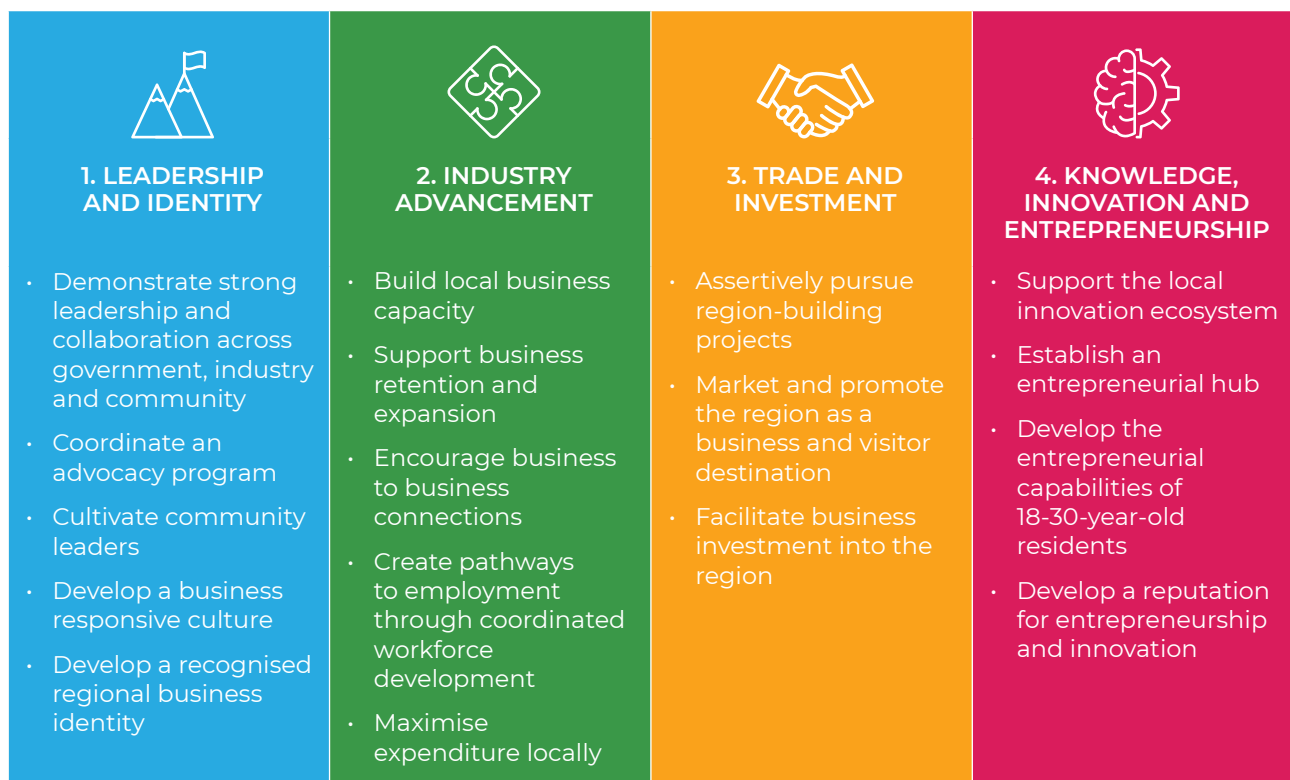 1. LEADERSHIP
AND IDENTITY
• Demonstrate strong
leadership and
collaboration across
government, industry
and community
• Coordinate an
advocacy program
• Cultivate community
leaders
• Develop a business
responsive culture
• Develop a recognised
regional business
identity
2. INDUSTRY
ADVANCEMENT
• Build local business
capacity
• Support business
retention and
expansion
• Encourage business
to business
connections
• Create pathways
to employment
through coordinated
workforce
development
• Maximise
expenditure locally
3. TRADE AND
INVESTMENT
• Assertively pursue
region-building
projects
• Market and promote
the region as a
business and visitor
destination
• Facilitate business
investment into the
region
4. KNOWLEDGE,
INNOVATION AND
ENTREPRENEURSHIP
• Support the local
innovation ecosystem
• Establish an
entrepreneurial hub
• Develop the
entrepreneurial
capabilities of
18-30-year-old
residents
• Develop a reputation
for entrepreneurship
and innovation